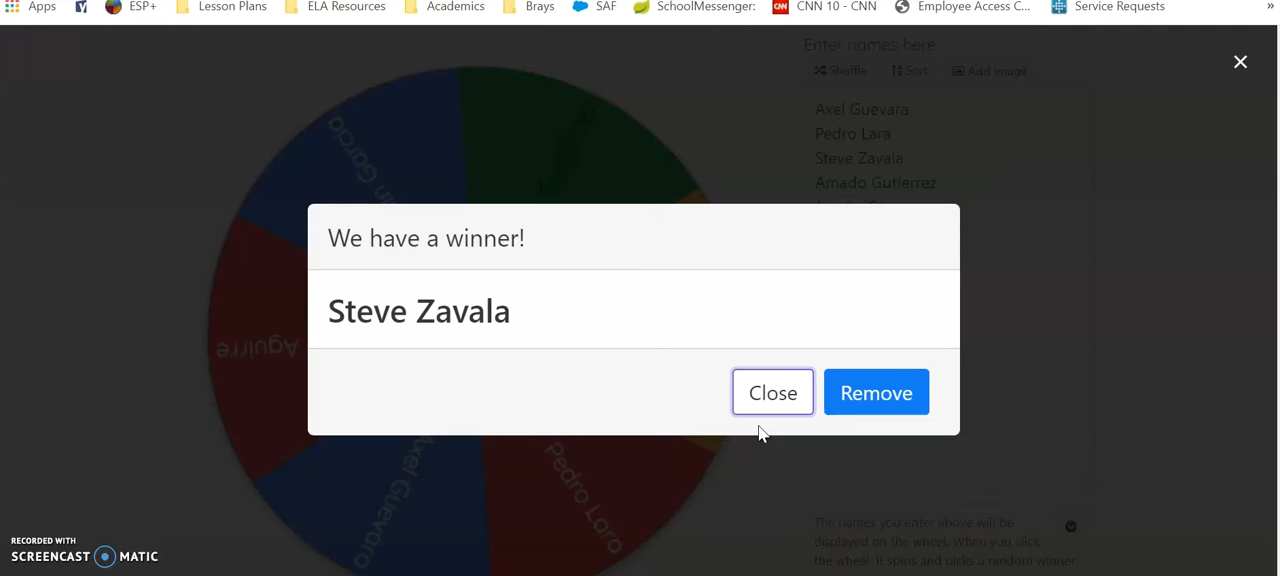 Apps ESP+ Lesson Plans ELA Resources Academics Brays SAF SchoolMessenger: CNN CNN 10 - CNN Employee Access C... Service Requests »
Enter names here
Shuffle Sort Add image
Axel Guevara
Pedro Lara
Steve Zavala
Amado Gutierrez
Garcia
Aguirre
Axel Guevara
Pedro Lara
We have a winner!
Steve Zavala
Close Remove
The names you enter above will be
displayed on the wheel. When you click
the wheel, it spins and picks a random winner
RECORDED WITH
SCREENCAST MATIC